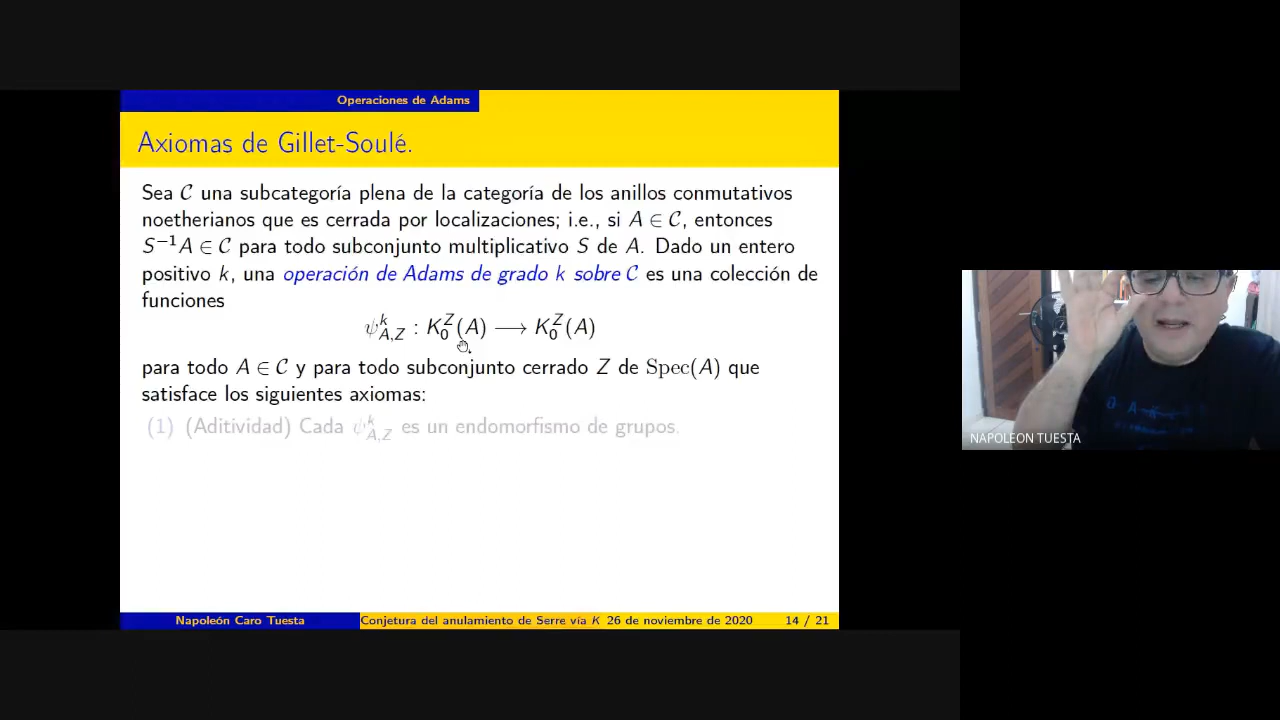 Operaciones de Adams
Axiomas de Gillet-Soulé.
Sea 𝒞 una subcategoría plena de la categoría de los anillos conmutativos
noetherianos que es cerrada por localizaciones; i.e., si A ∈ 𝒞, entonces
S⁻¹A ∈ 𝒞 para todo subconjunto multiplicativo S de A. Dado un entero
positivo k, una operación de Adams de grado k sobre 𝒞 es una colección de
funciones
ψ^k_{A,Z} : K_0^Z(A) ⟶ K_0^Z(A)
para todo A ∈ 𝒞 y para todo subconjunto cerrado Z de Spec(A) que
satisface los siguientes axiomas:
(1) (Aditividad) Cada ψ^k_{A,Z} es un endomorfismo de grupos.
Napoleón Caro Tuesta
Conjetura del anulamiento de Serre vía K 26 de noviembre de 2020 14 / 21
NAPOLEON TUESTA